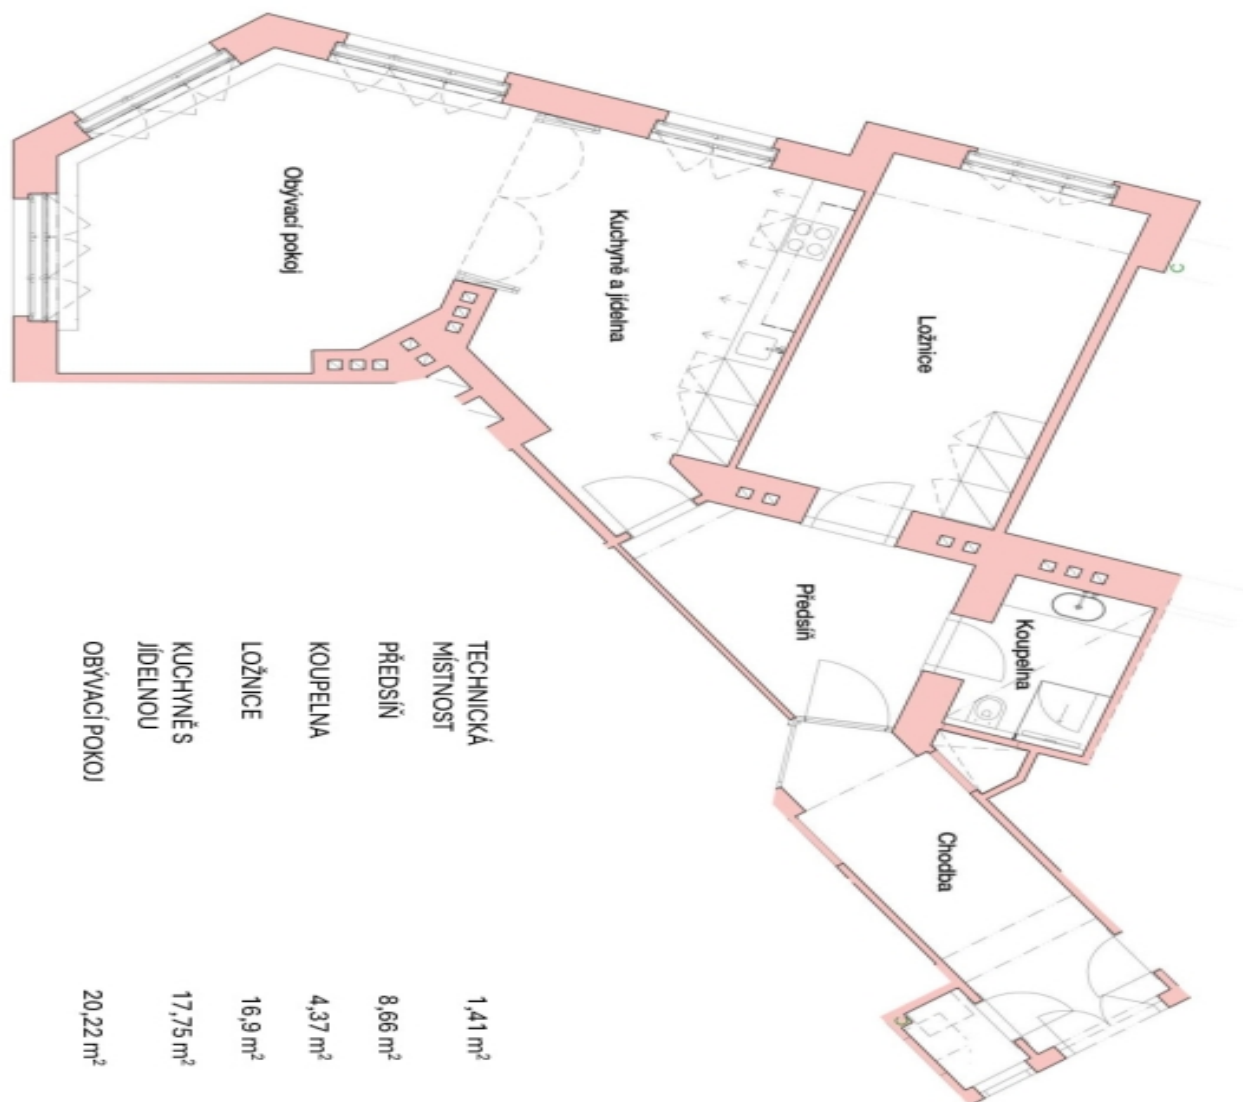 Obývací pokoj
Kuchyně a jídelna
Ložnice
Předsíň
Koupelna
Chodba
TECHNICKÁ
MÍSTNOST 1,41 m²
PŘEDSÍŇ 8,66 m²
KOUPELNA 4,37 m²
LOŽNICE 16,9 m²
KUCHYNĚ S
JÍDELNOU 17,75 m²
OBÝVACÍ POKOJ 20,22 m²